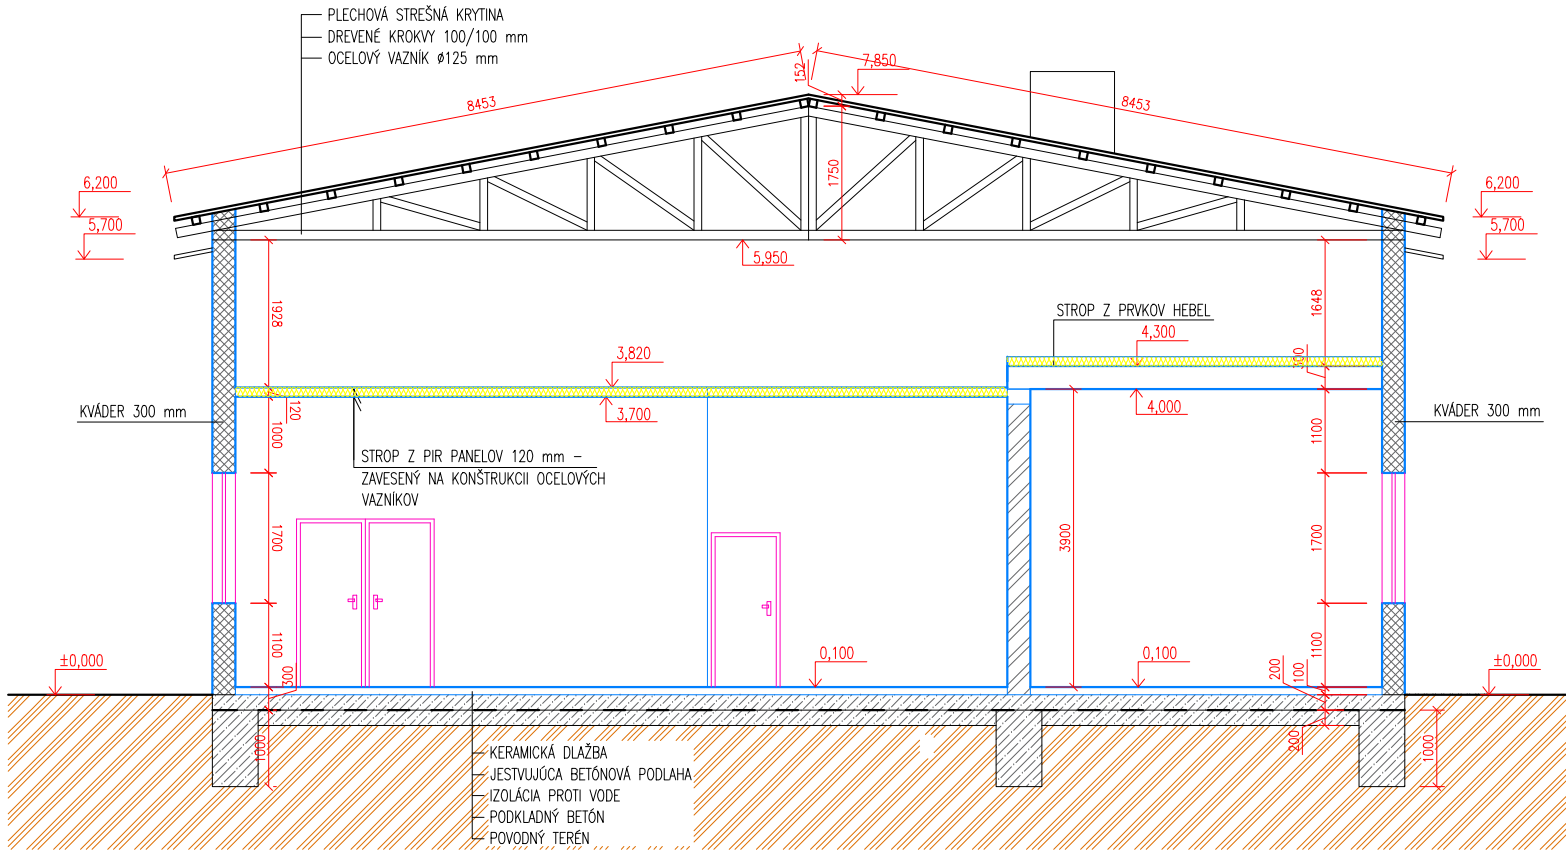 PLECHOVÁ STREŠNÁ KRYTINA
DREVENÉ KROKVY 100/100 mm
OCELOVÝ VAZNÍK ø125 mm
8453
152
7,850
8453
6,200
5,700
1750
6,200
5,700
5,950
1928
1648
STROP Z PRVKOV HEBEL
4,300
3,820
3,700
4,000
120
KVÁDER 300 mm
KVÁDER 300 mm
1000
1100
STROP Z PIR PANELOV 120 mm –
ZAVESENÝ NA KONŠTRUKCII OCELOVÝCH
VAZNÍKOV
1700
3900
1700
1100
1100
±0,000
0,100
0,100
±0,000
300
200
100
1000
200
1000
KERAMICKÁ DLAŽBA
JESTVUJÚCA BETÓNOVÁ PODLAHA
IZOLÁCIA PROTI VODE
PODKLADNÝ BETÓN
POVODNÝ TERÉN